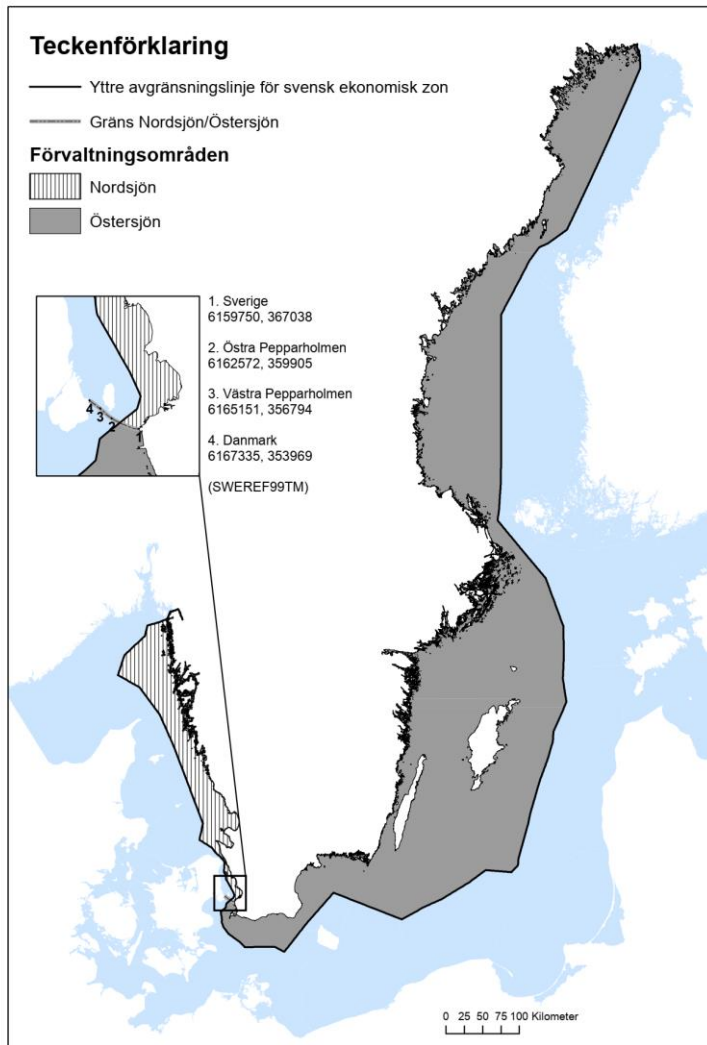 Teckenförklaring
Yttre avgränsningslinje för svensk ekonomisk zon
Gräns Nordsjön/Östersjön
Förvaltningsområden
Nordsjön
Östersjön
1. Sverige
6159750, 367038
2. Östra Pepparholmen
6162572, 359905
3. Västra Pepparholmen
6165151, 356794
4. Danmark
6167335, 353969
(SWEREF99TM)
4
3
2
1
0 25 50 75 100 Kilometer